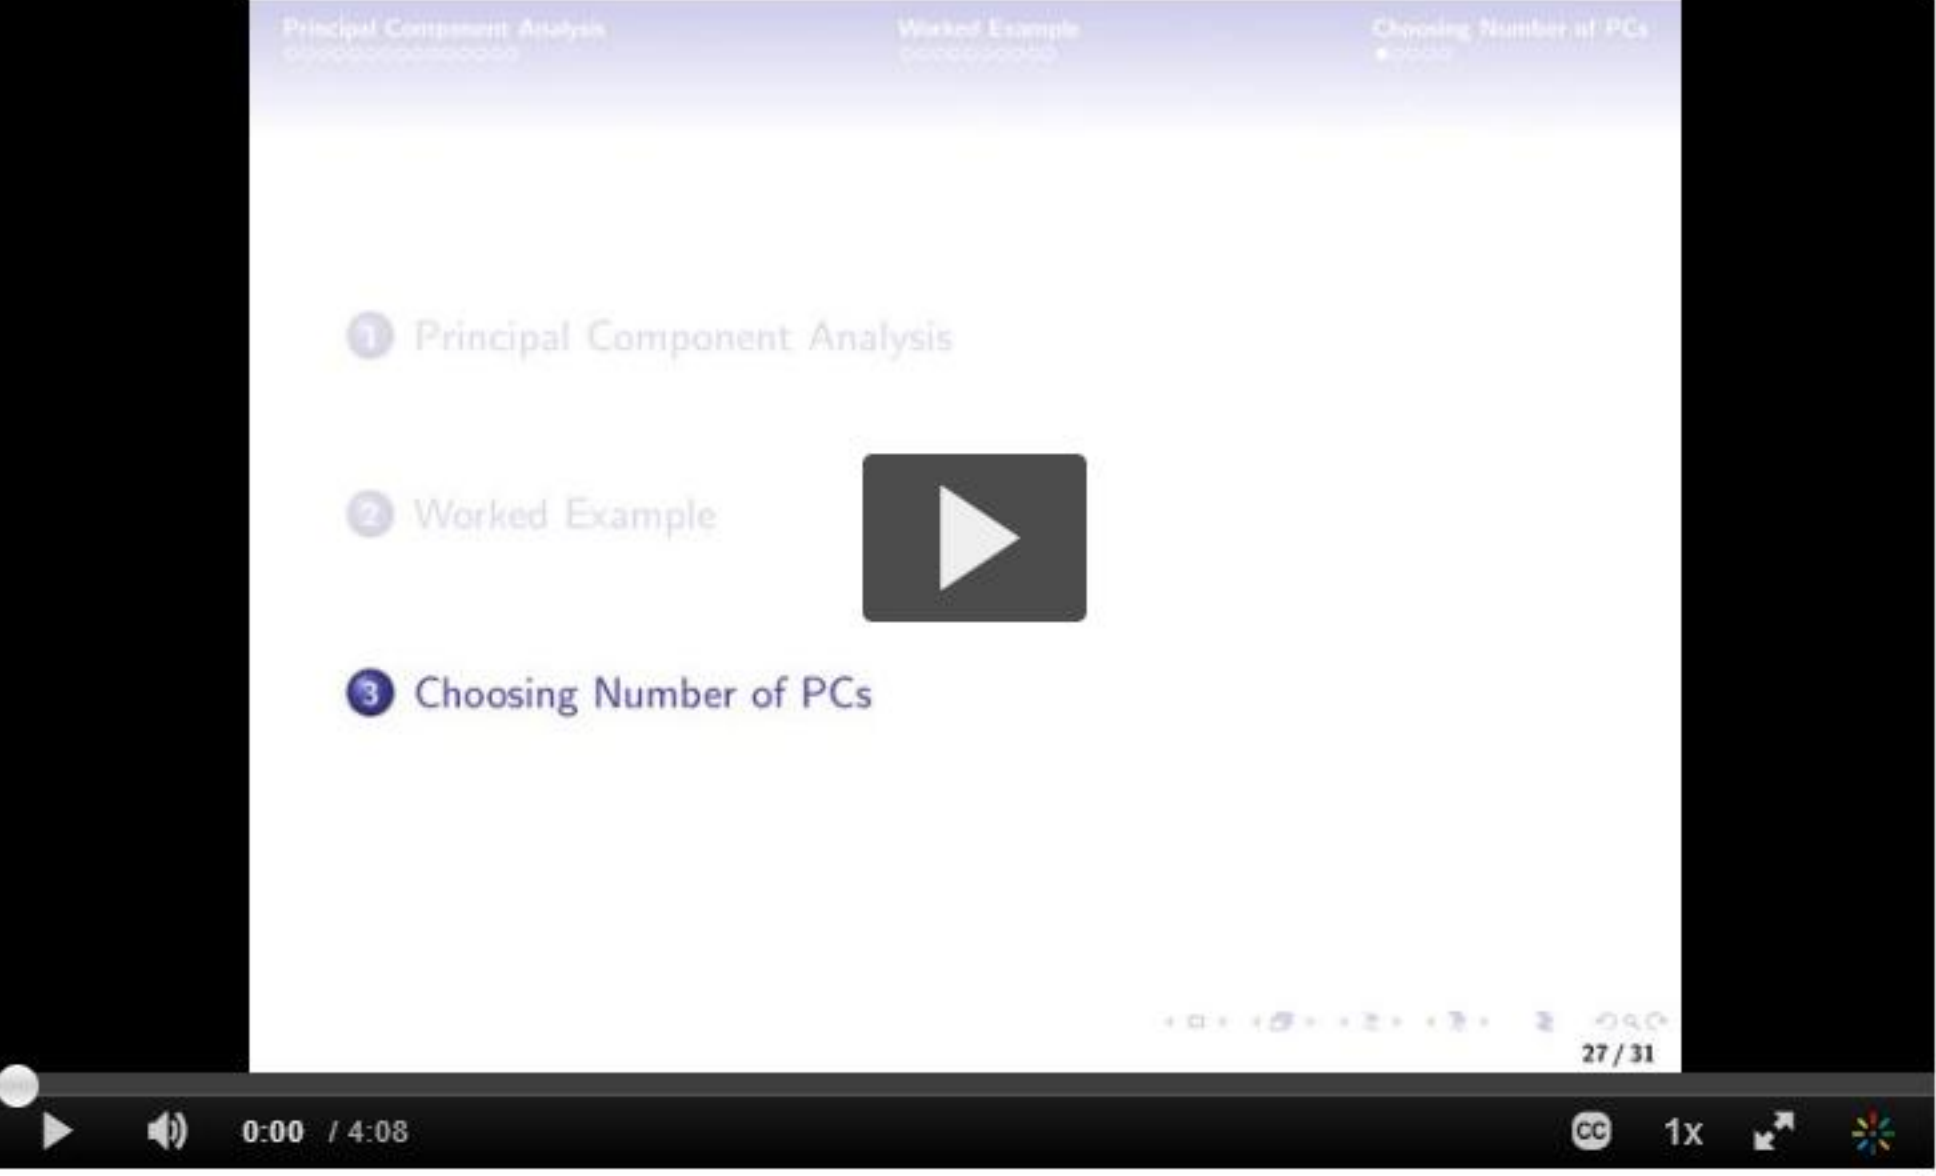 Principal Component Analysis
Worked Example
Choosing Number of PCs
1 Principal Component Analysis
2 Worked Example
3 Choosing Number of PCs
27 / 31
0:00 / 4:08
CC
1x